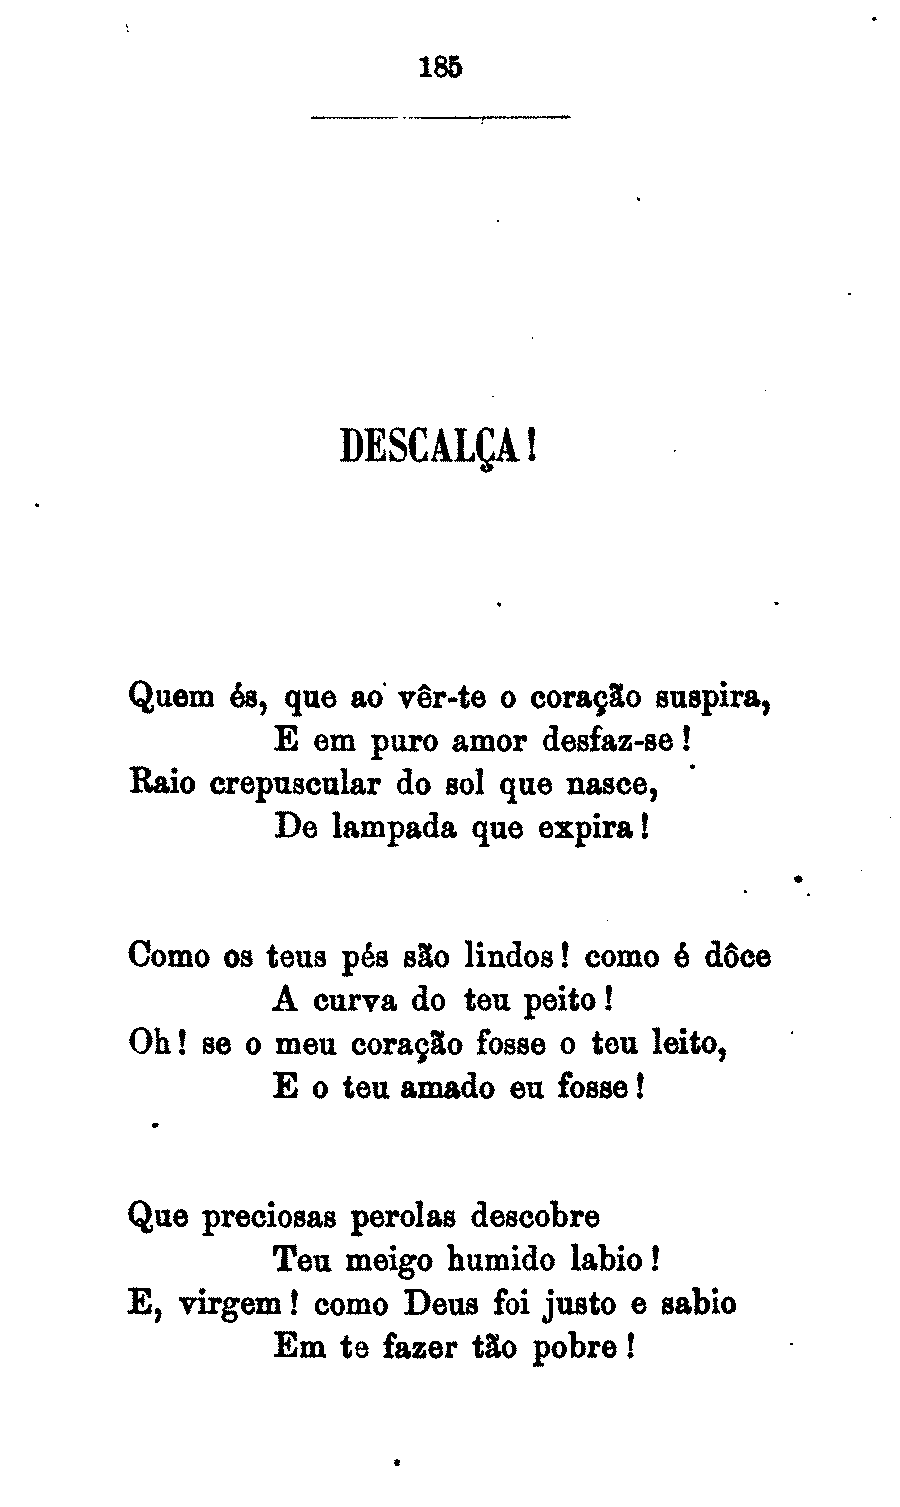 185
DESCALÇA!
Quem és, que ao vêr-te o coração suspira,
E em puro amor desfaz-se!
Raio crepuscular do sol que nasce,
De lampada que expira!
Como os teus pés são lindos! como é dôce
A curva do teu peito!
Oh! se o meu coração fosse o teu leito,
E o teu amado eu fosse!
Que preciosas perolas descobre
Teu meigo humido labio!
E, virgem! como Deus foi justo e sabio
Em te fazer tão pobre!